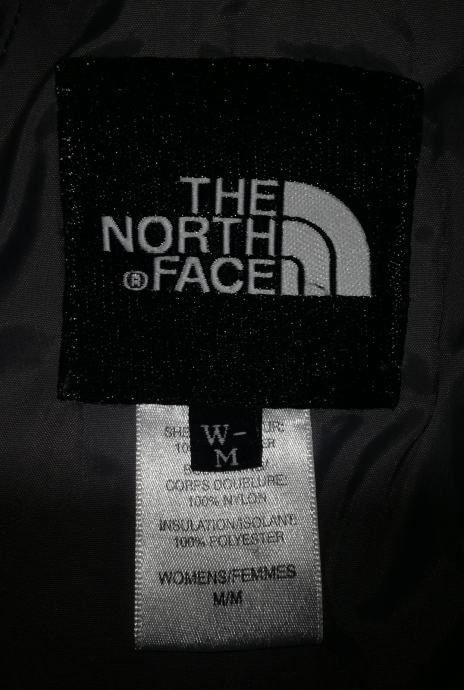 THE
NORTH
® FACE
W-
M
CORPS DOUBLURE:
100% NYLON
INSULATION/ISOLANT:
100% POLYESTER
WOMENS/FEMMES
M/M